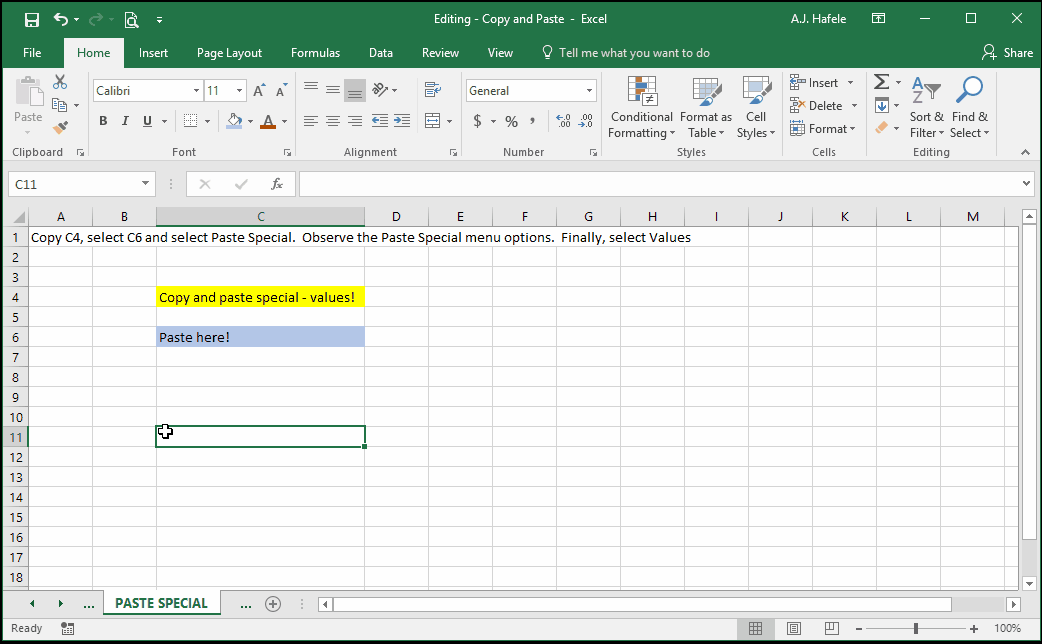 Editing - Copy and Paste - Excel A.J. Hafele
File Home Insert Page Layout Formulas Data Review View Tell me what you want to do Share
Paste
Calibri 11
B I U A
General
$ % ,
Conditional Formatting
Format as Table
Cell Styles
Insert
Delete
Format
Sort & Filter
Find & Select
Clipboard Font Alignment Number Styles Cells Editing
C11 fx
A B C D E F G H I J K L M
1 Copy C4, select C6 and select Paste Special. Observe the Paste Special menu options. Finally, select Values
2
3
4 Copy and paste special - values!
5
6 Paste here!
7
8
9
10
11
12
13
14
15
16
17
18
... PASTE SPECIAL ...
Ready 100%